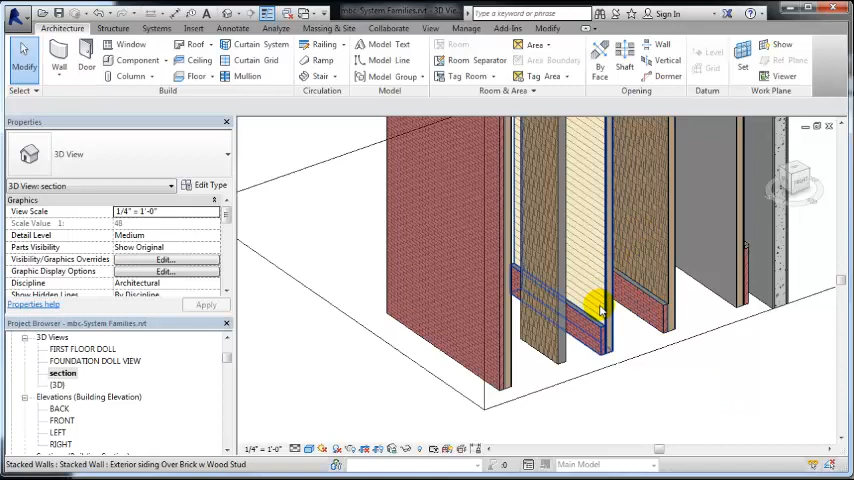 mbc-System Families.rvt - 3D Vie...
Type a keyword or phrase
Sign In
Architecture Structure Systems Insert Annotate Analyze Massing & Site Collaborate View Manage Add-Ins Modify
Modify Wall Door Window Component Column Roof Ceiling Floor Curtain System Curtain Grid Mullion Railing Ramp Stair Model Text Model Line Model Group Room Room Separator Tag Room Area Area Boundary Tag Area By Face Shaft Wall Vertical Dormer Level Grid Set Show Ref Plane Viewer
Select Build Circulation Model Room & Area Opening Datum Work Plane
Properties
3D View
3D View: section Edit Type
Graphics
View Scale 1/4" = 1'-0"
Scale Value 1: 48
Detail Level Medium
Parts Visibility Show Original
Visibility/Graphics Overrides Edit...
Graphic Display Options Edit...
Discipline Architectural
Show Hidden Lines By Discipline
Properties help Apply
Project Browser - mbc-System Families.rvt
3D Views
FIRST FLOOR DOLL
FOUNDATION DOLL VIEW
section
(3D)
Elevations (Building Elevation)
BACK
FRONT
LEFT
RIGHT
RIGHT
1/4" = 1'-0"
Stacked Walls : Stacked Wall : Exterior siding Over Brick w Wood Stud
:0 Main Model